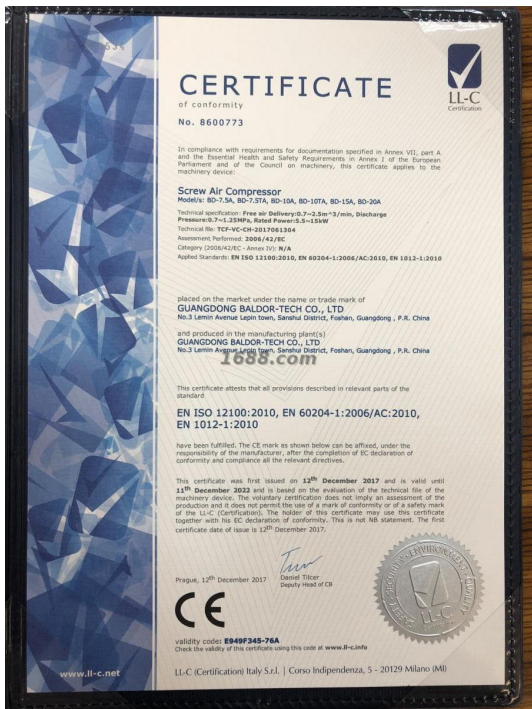 CERTIFICATE
of conformity
No. 8600773
LL-C
Certification
In compliance with requirements for documentation specified in Annex VII, part A
and the Essential Health and Safety Requirements in Annex I of the European
Parliament and of the Council on machinery, this certificate applies to the
machinery device:
Screw Air Compressor
Model/s: BD-7.5A, BD-7.5TA, BD-10A, BD-10TA, BD-15A, BD-20A
Technical specification: Free air Delivery:0.7~2.5m^3/min, Discharge
Pressure:0.7~1.25MPa, Rated Power:5.5~15kW
Technical file: TCF-VC-CH-2017061304
Assessment Performed: 2006/42/EC
Category (2006/42/EC - Annex IV): N/A
Applied Standards: EN ISO 12100:2010, EN 60204-1:2006/AC:2010, EN 1012-1:2010
placed on the market under the name or trade mark of
GUANGDONG BALDOR-TECH CO., LTD
No.3 Lemin Avenue Lepin town, Sanshui District, Foshan, Guangdong , P.R. China
and produced in the manufacturing plant(s)
GUANGDONG BALDOR-TECH CO., LTD
No.3 Lemin Avenue Lepin town, Sanshui District, Foshan, Guangdong , P.R. China
1688.com
This certificate attests that all provisions described in relevant parts of the
standard
EN ISO 12100:2010, EN 60204-1:2006/AC:2010,
EN 1012-1:2010
have been fulfilled. The CE mark as shown below can be affixed, under the
responsibility of the manufacturer, after the completion of EC declaration of
conformity and compliance all the relevant directives.
This certificate was first issued on 12th December 2017 and is valid until
11th December 2022 and is based on the evaluation of the technical file of the
machinery device. The voluntary certification does not imply an assessment of the
production and it does not permit the use of a mark of conformity or of a safety mark
of the LL-C (Certification). The holder of this certificate may use this certificate
together with his EC declaration of conformity. This is not NB statement. The first
certificate date of issue is 12th December 2017.
Prague, 12th December 2017
Daniel Tilcer
Deputy Head of CB
CE
LL-C
validity code: E949F345-76A
Check the validity of this certificate using this code at www.ll-c.info
www.ll-c.net
LL-C (Certification) Italy S.r.l. | Corso Indipendenza, 5 - 20129 Milano (MI)